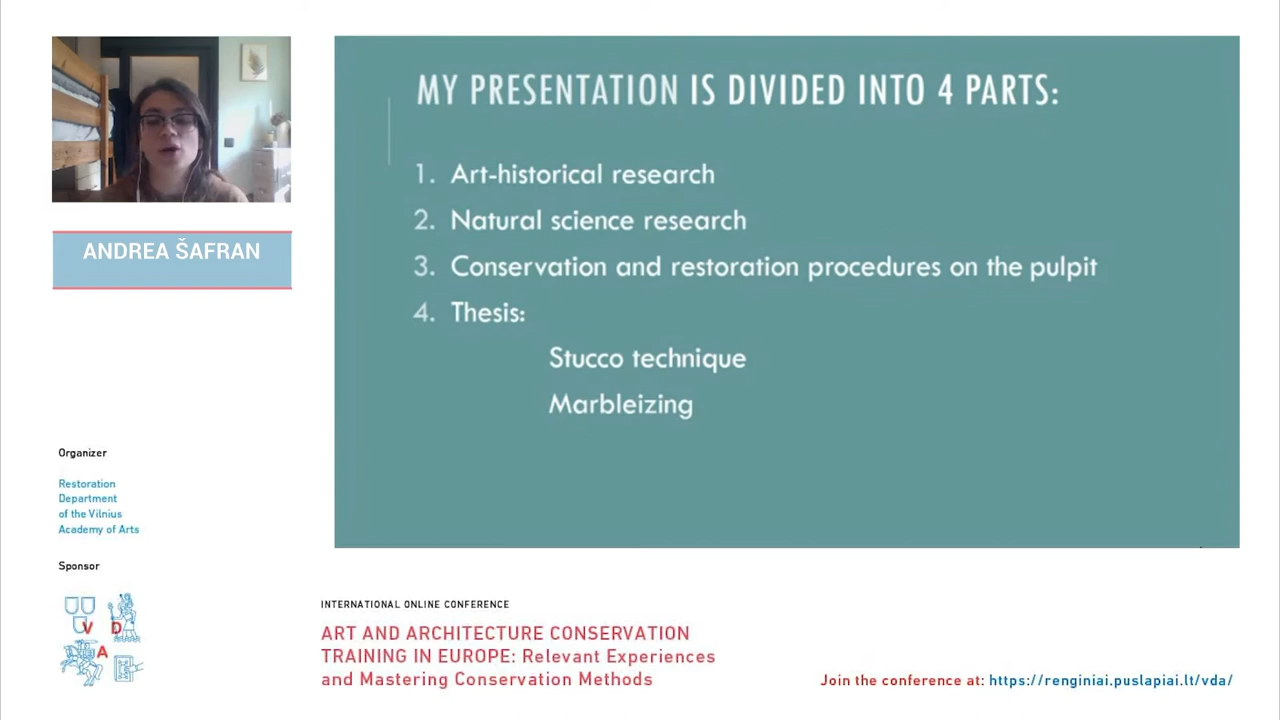 MY PRESENTATION IS DIVIDED INTO 4 PARTS:
1. Art-historical research
2. Natural science research
3. Conservation and restoration procedures on the pulpit
4. Thesis:
Stucco technique
Marbleizing
ANDREA ŠAFRAN
Organizer
Restoration
Department
of the Vilnius
Academy of Arts
Sponsor
V D
A
INTERNATIONAL ONLINE CONFERENCE
ART AND ARCHITECTURE CONSERVATION
TRAINING IN EUROPE: Relevant Experiences
and Mastering Conservation Methods
Join the conference at: https://renginiai.puslapiai.lt/vda/